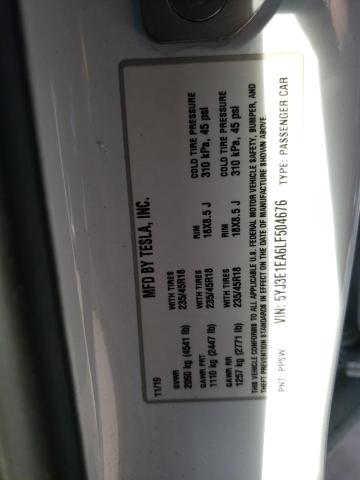 MFD BY TESLA, INC.
11/19
GVWR
2060 kg (4541 lb)
WITH TIRES
235/45R18
RIM
18X8.5 J
COLD TIRE PRESSURE
310 kPa, 45 psi
GAWR FRT
1110 kg (2447 lb)
WITH TIRES
235/45R18
RIM
18X8.5 J
COLD TIRE PRESSURE
310 kPa, 45 psi
GAWR RR
1257 kg (2771 lb)
WITH TIRES
235/45R18
RIM
18X8.5 J
COLD TIRE PRESSURE
310 kPa, 45 psi
THIS VEHICLE CONFORMS TO ALL APPLICABLE U.S. FEDERAL MOTOR VEHICLE SAFETY, BUMPER, AND
THEFT PREVENTION STANDARDS IN EFFECT ON THE DATE OF MANUFACTURE SHOWN ABOVE.
VIN: 5YJ3E1EA6LF504676 TYPE: PASSENGER CAR
PNT: PPSW